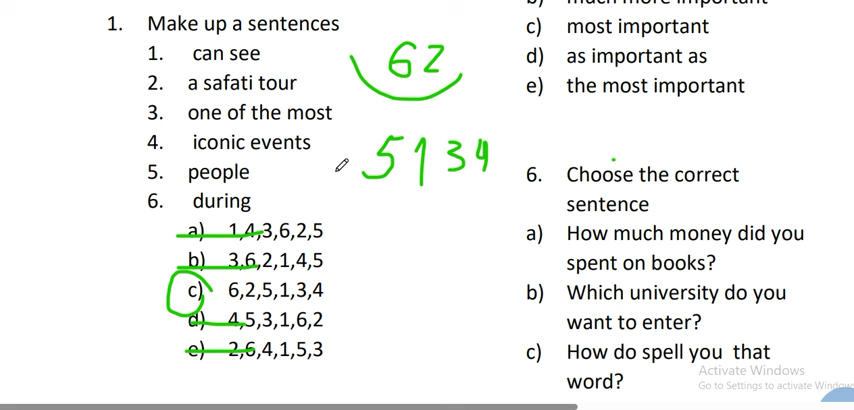 1. Make up a sentences
1. can see
2. a safati tour
3. one of the most
4. iconic events
5. people
6. during
a) 1,4,3,6,2,5
b) 3,6,2,1,4,5
c) 6,2,5,1,3,4
d) 4,5,3,1,6,2
e) 2,6,4,1,5,3
62
5134
b) much more important
c) most important
d) as important as
e) the most important
6. Choose the correct
sentence
a) How much money did you
spent on books?
b) Which university do you
want to enter?
c) How do spell you that
word?
Activate Windows
Go to Settings to activate Windows